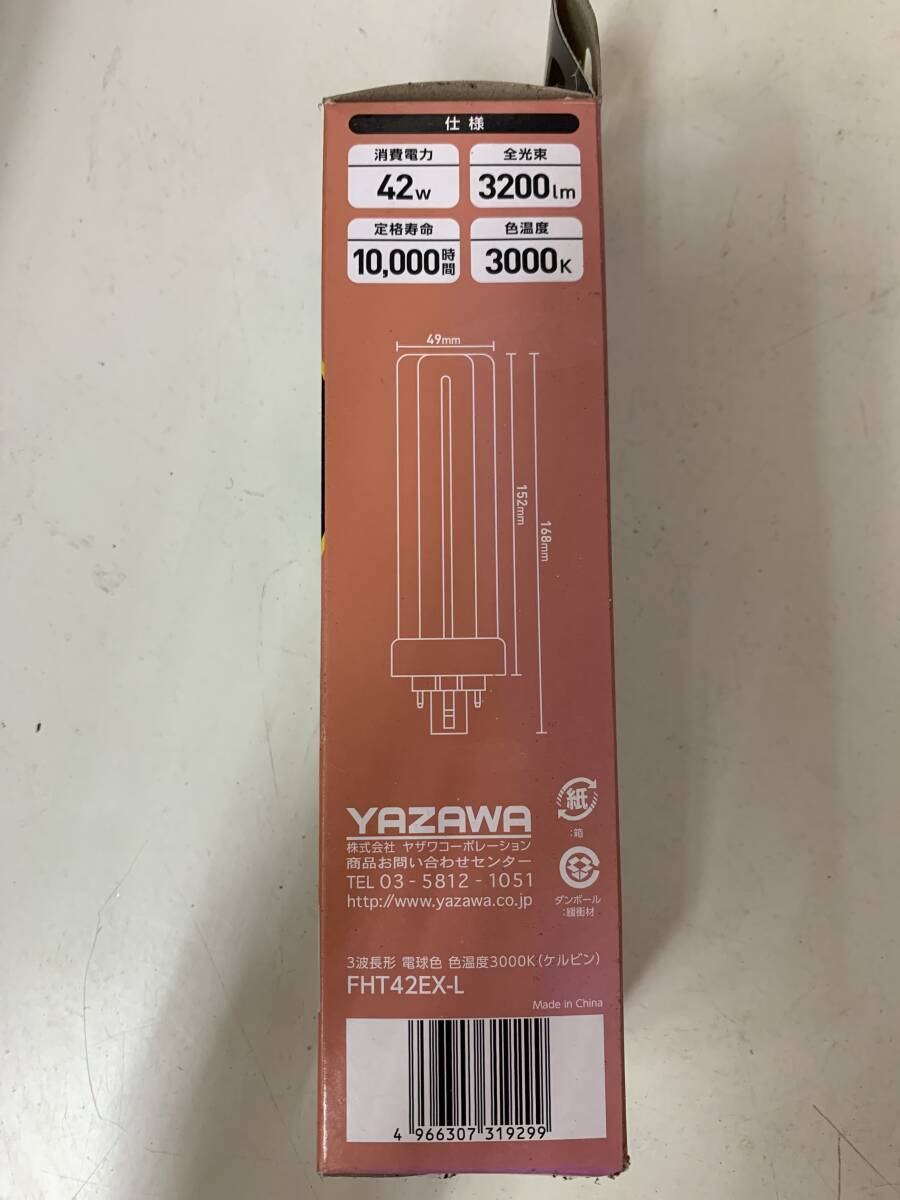 仕様
消費電力
42w
全光束
3200lm
定格寿命
10,000時間
色温度
3000K
49mm
152mm
168mm
YAZAWA
株式会社 ヤザワコーポレーション
商品お問い合わせセンター
TEL 03-5812-1051
http://www.yazawa.co.jp
紙
:箱
ダンボール
:緩衝材
3波長形 電球色 色温度3000K(ケルビン)
FHT42EX-L
Made in China
4 966307 319299